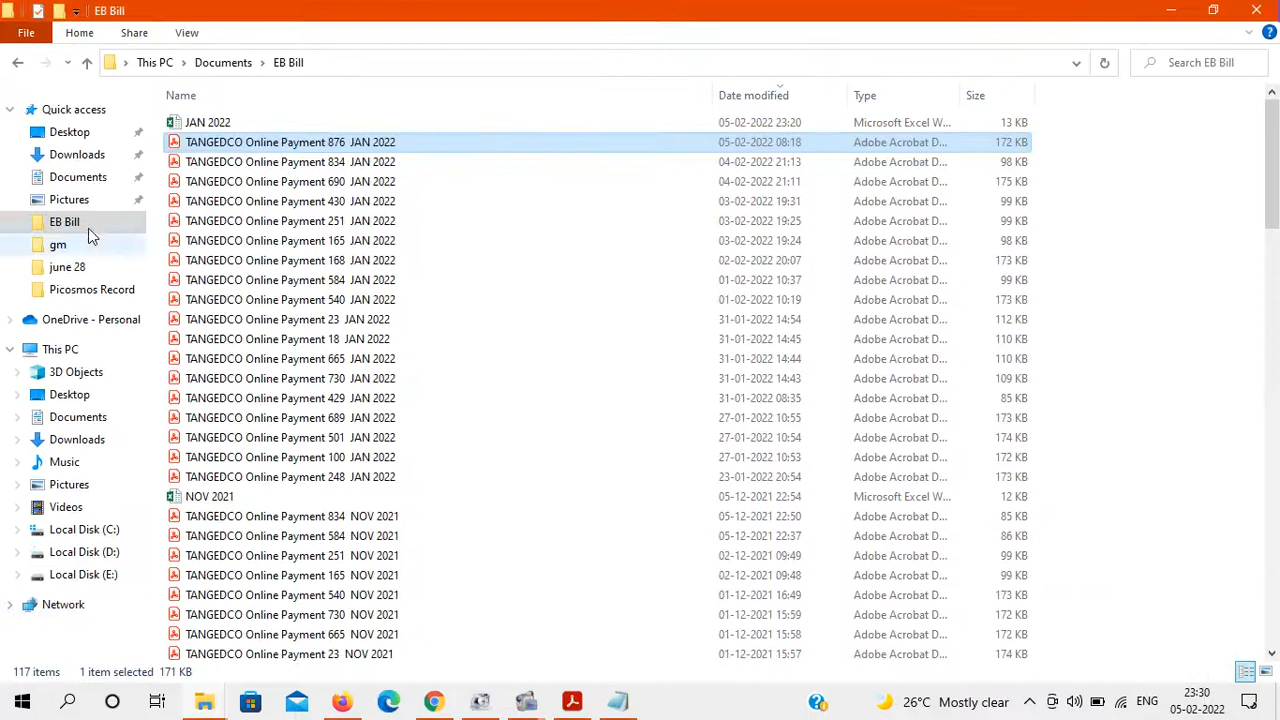 EB Bill
File Home Share View
This PC Documents EB Bill Search EB Bill
Name Date modified Type Size
Quick access
Desktop
Downloads
Documents
Pictures
EB Bill
gm
june 28
Picosmos Record
OneDrive - Personal
This PC
3D Objects
Desktop
Documents
Downloads
Music
Pictures
Videos
Local Disk (C:)
Local Disk (D:)
Local Disk (E:)
Network
JAN 2022 05-02-2022 23:20 Microsoft Excel W... 13 KB
TANGEDCO Online Payment 876 JAN 2022 05-02-2022 08:18 Adobe Acrobat D... 172 KB
TANGEDCO Online Payment 834 JAN 2022 04-02-2022 21:13 Adobe Acrobat D... 98 KB
TANGEDCO Online Payment 690 JAN 2022 04-02-2022 21:11 Adobe Acrobat D... 175 KB
TANGEDCO Online Payment 430 JAN 2022 03-02-2022 19:31 Adobe Acrobat D... 99 KB
TANGEDCO Online Payment 251 JAN 2022 03-02-2022 19:25 Adobe Acrobat D... 99 KB
TANGEDCO Online Payment 165 JAN 2022 03-02-2022 19:24 Adobe Acrobat D... 98 KB
TANGEDCO Online Payment 168 JAN 2022 02-02-2022 20:07 Adobe Acrobat D... 173 KB
TANGEDCO Online Payment 584 JAN 2022 01-02-2022 10:37 Adobe Acrobat D... 99 KB
TANGEDCO Online Payment 540 JAN 2022 01-02-2022 10:19 Adobe Acrobat D... 173 KB
TANGEDCO Online Payment 23 JAN 2022 31-01-2022 14:54 Adobe Acrobat D... 112 KB
TANGEDCO Online Payment 18 JAN 2022 31-01-2022 14:45 Adobe Acrobat D... 110 KB
TANGEDCO Online Payment 665 JAN 2022 31-01-2022 14:44 Adobe Acrobat D... 110 KB
TANGEDCO Online Payment 730 JAN 2022 31-01-2022 14:43 Adobe Acrobat D... 109 KB
TANGEDCO Online Payment 429 JAN 2022 31-01-2022 08:35 Adobe Acrobat D... 85 KB
TANGEDCO Online Payment 689 JAN 2022 27-01-2022 10:55 Adobe Acrobat D... 173 KB
TANGEDCO Online Payment 501 JAN 2022 27-01-2022 10:54 Adobe Acrobat D... 174 KB
TANGEDCO Online Payment 100 JAN 2022 27-01-2022 10:53 Adobe Acrobat D... 172 KB
TANGEDCO Online Payment 248 JAN 2022 23-01-2022 20:54 Adobe Acrobat D... 173 KB
NOV 2021 05-12-2021 22:54 Microsoft Excel W... 12 KB
TANGEDCO Online Payment 834 NOV 2021 05-12-2021 22:50 Adobe Acrobat D... 85 KB
TANGEDCO Online Payment 584 NOV 2021 05-12-2021 22:37 Adobe Acrobat D... 86 KB
TANGEDCO Online Payment 251 NOV 2021 02-12-2021 09:49 Adobe Acrobat D... 99 KB
TANGEDCO Online Payment 165 NOV 2021 02-12-2021 09:48 Adobe Acrobat D... 99 KB
TANGEDCO Online Payment 540 NOV 2021 01-12-2021 16:49 Adobe Acrobat D... 173 KB
TANGEDCO Online Payment 730 NOV 2021 01-12-2021 15:59 Adobe Acrobat D... 172 KB
TANGEDCO Online Payment 665 NOV 2021 01-12-2021 15:58 Adobe Acrobat D... 172 KB
TANGEDCO Online Payment 23 NOV 2021 01-12-2021 15:57 Adobe Acrobat D... 174 KB
117 items 1 item selected 171 KB
26°C Mostly clear ENG 23:30
05-02-2022